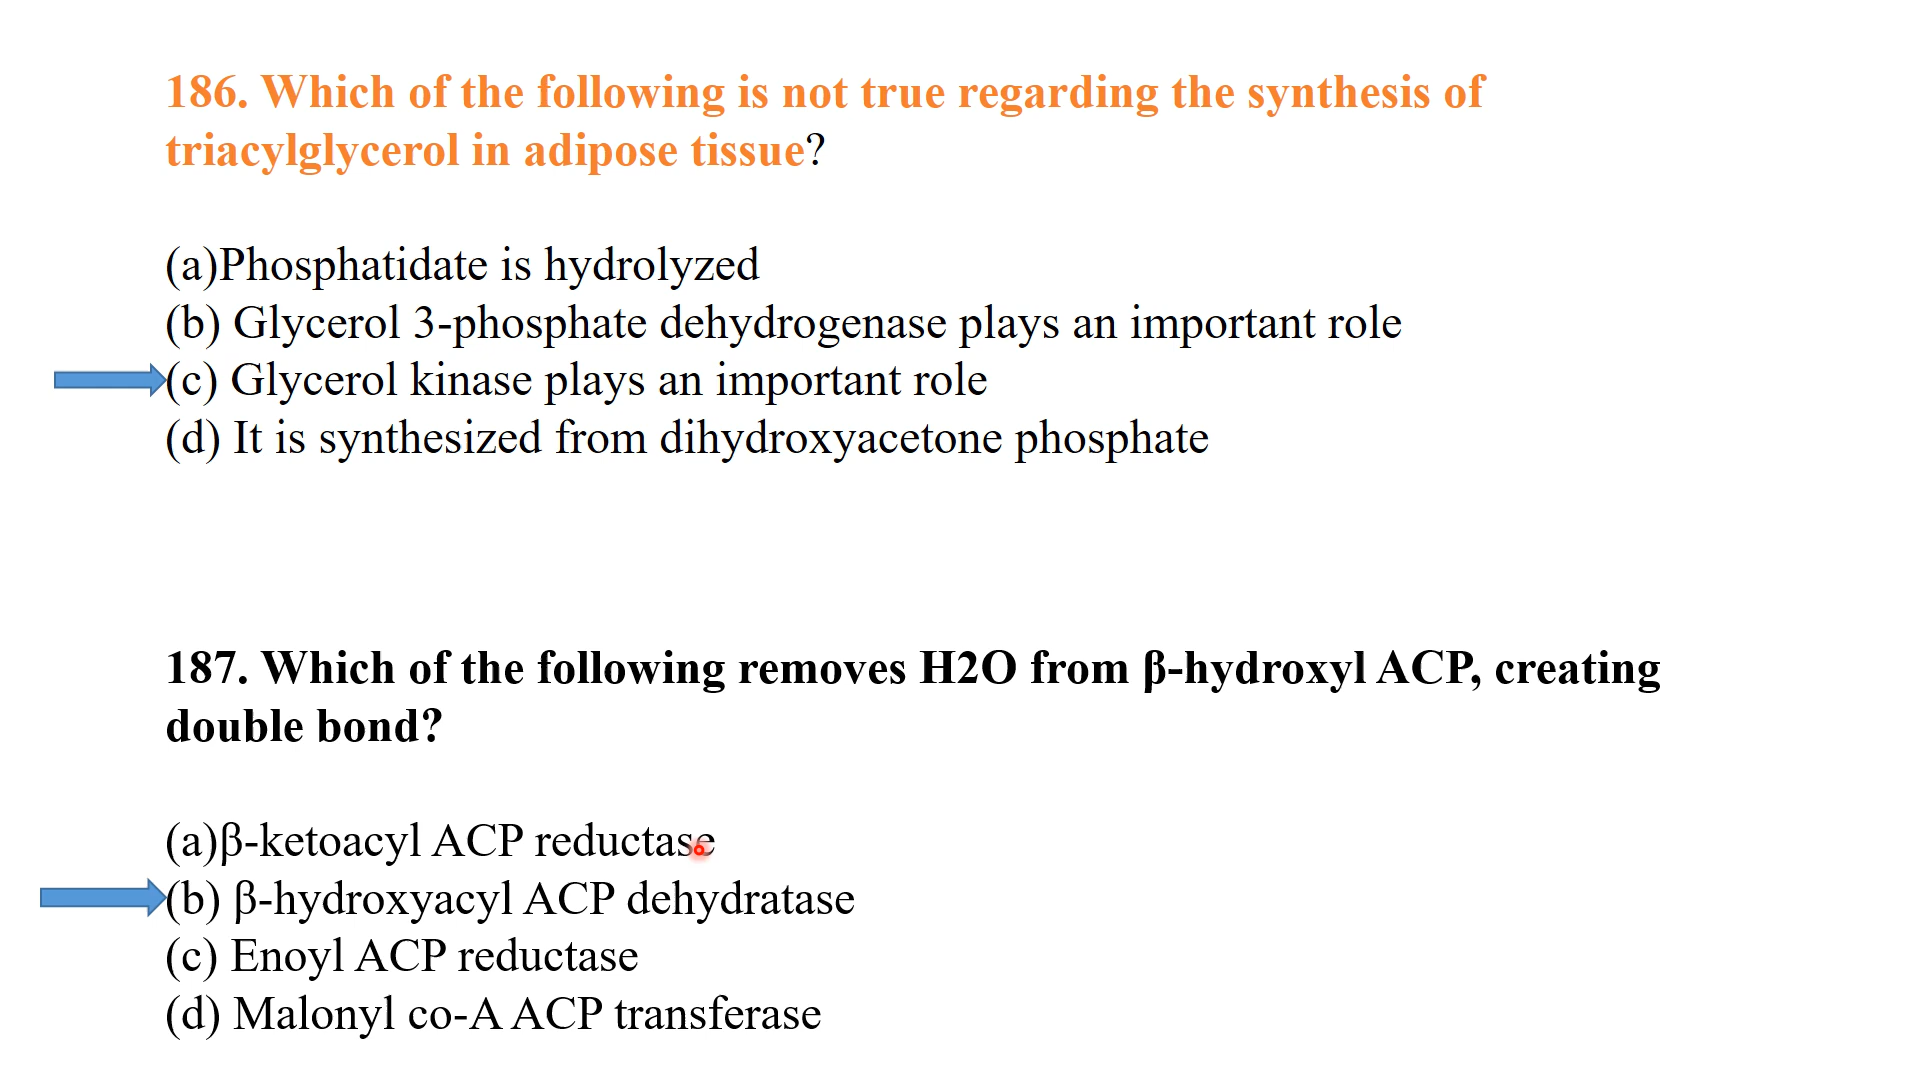 186. Which of the following is not true regarding the synthesis of
triacylglycerol in adipose tissue?
(a)Phosphatidate is hydrolyzed
(b) Glycerol 3-phosphate dehydrogenase plays an important role
(c) Glycerol kinase plays an important role
(d) It is synthesized from dihydroxyacetone phosphate
187. Which of the following removes H2O from β-hydroxyl ACP, creating
double bond?
(a)β-ketoacyl ACP reductase
(b) β-hydroxyacyl ACP dehydratase
(c) Enoyl ACP reductase
(d) Malonyl co-A ACP transferase